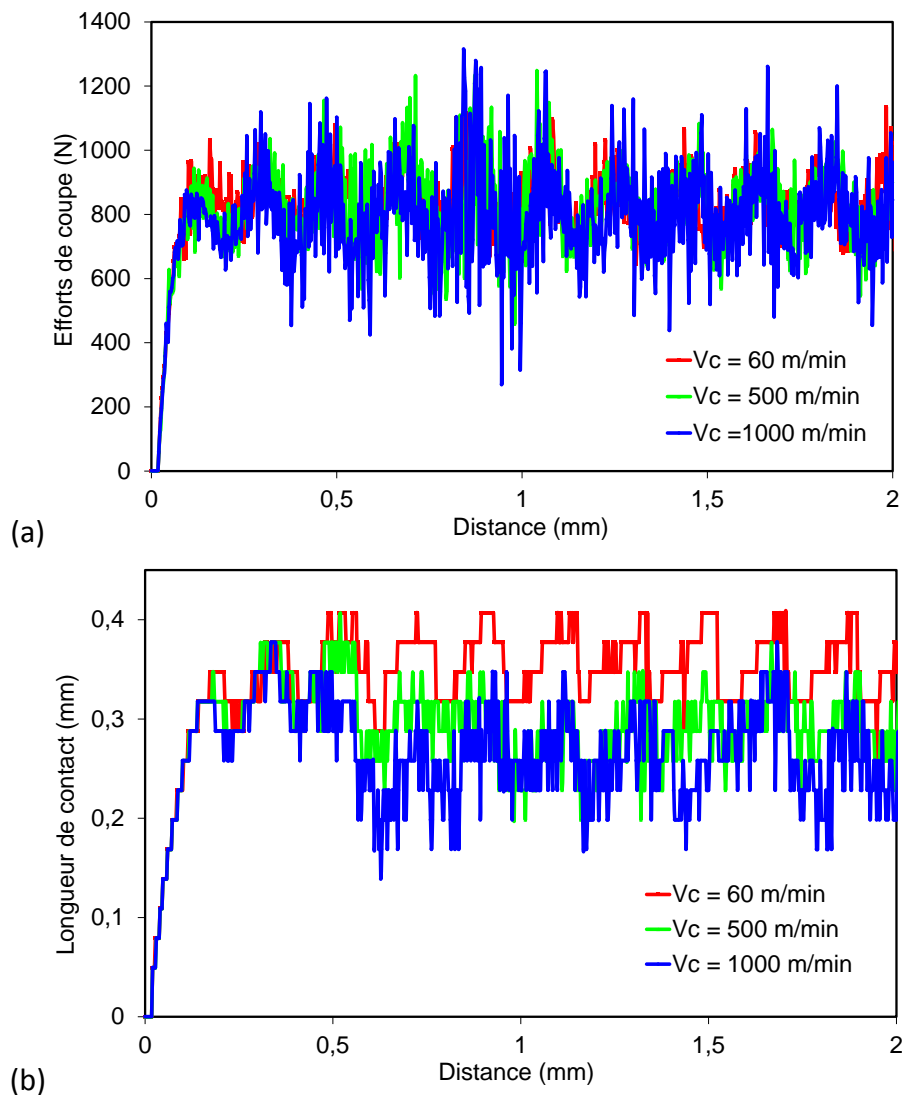 1400
1200
1000
800
600
400
200
0
Efforts de coupe (N)
Vc = 60 m/min
Vc = 500 m/min
Vc =1000 m/min
0 0,5 1 1,5 2
Distance (mm)
(a)
0,4
0,3
0,2
0,1
0
Longueur de contact (mm)
Vc = 60 m/min
Vc = 500 m/min
Vc = 1000 m/min
0 0,5 1 1,5 2
Distance (mm)
(b)